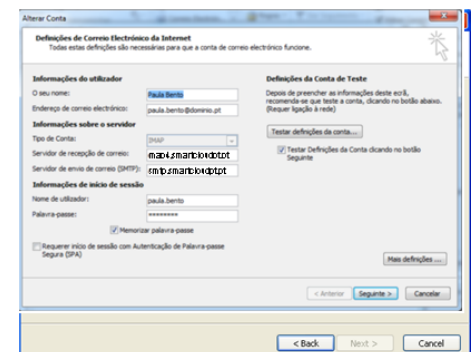 Alterar Conta
Definições de Correio Electrónico da Internet
Todas estas definições são necessárias para que a conta de correio electrónico funcione.
Informações do utilizador
O seu nome: Paula Bento
Endereço de correio electrónico: paula.bento@dominio.pt
Informações sobre o servidor
Tipo de Conta: IMAP
Servidor de recepção de correio:
Servidor de envio de correio (SMTP):
Informações de início de sessão
Nome de utilizador: paula.bento
Palavra-passe: ********
Memorizar palavra-passe
Requerer início de sessão com Autenticação de Palavra-passe
Segura (SPA)
Definições da Conta de Teste
Depois de preencher as informações deste ecrã,
recomenda-se que teste a conta, clicando no botão abaixo.
(Requer ligação à rede)
Testar definições da conta...
Testar Definições da Conta clicando no botão
Seguinte
Mais definições ...
< Anterior Seguinte > Cancelar
< Back Next > Cancel